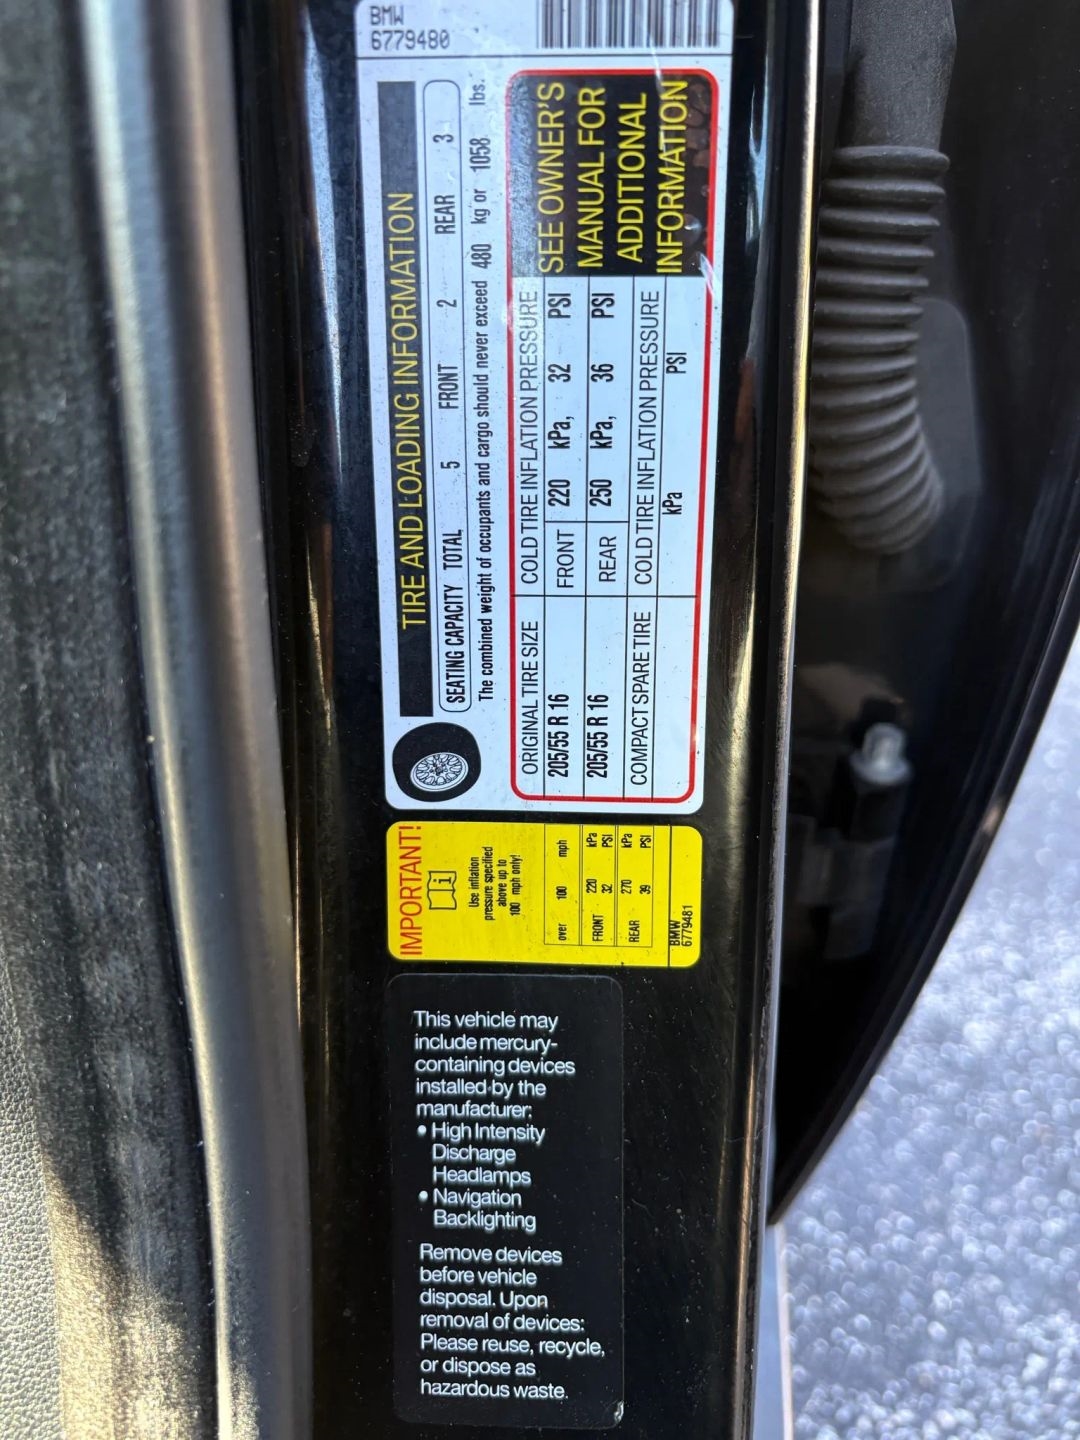 BMW
6779480
TIRE AND LOADING INFORMATION
SEATING CAPACITY TOTAL 5 FRONT 2 REAR 3
The combined weight of occupants and cargo should never exceed 480 kg or 1058 lbs.
ORIGINAL TIRE SIZE COLD TIRE INFLATION PRESSURE
205/55 R 16 FRONT 220 kPa, 32 PSI
205/55 R 16 REAR 250 kPa, 36 PSI
COMPACT SPARE TIRE COLD TIRE INFLATION PRESSURE
kPa PSI
SEE OWNER'S
MANUAL FOR
ADDITIONAL
INFORMATION
IMPORTANT!
Use inflation
pressure specified
above up to
100 mph only!
over 100 mph
FRONT 220 kPa
32 PSI
REAR 270 kPa
39 PSI
BMW
6779481
This vehicle may
include mercury-
containing devices
installed by the
manufacturer:
• High Intensity
Discharge
Headlamps
• Navigation
Backlighting
Remove devices
before vehicle
disposal. Upon
removal of devices:
Please reuse, recycle,
or dispose as
hazardous waste.